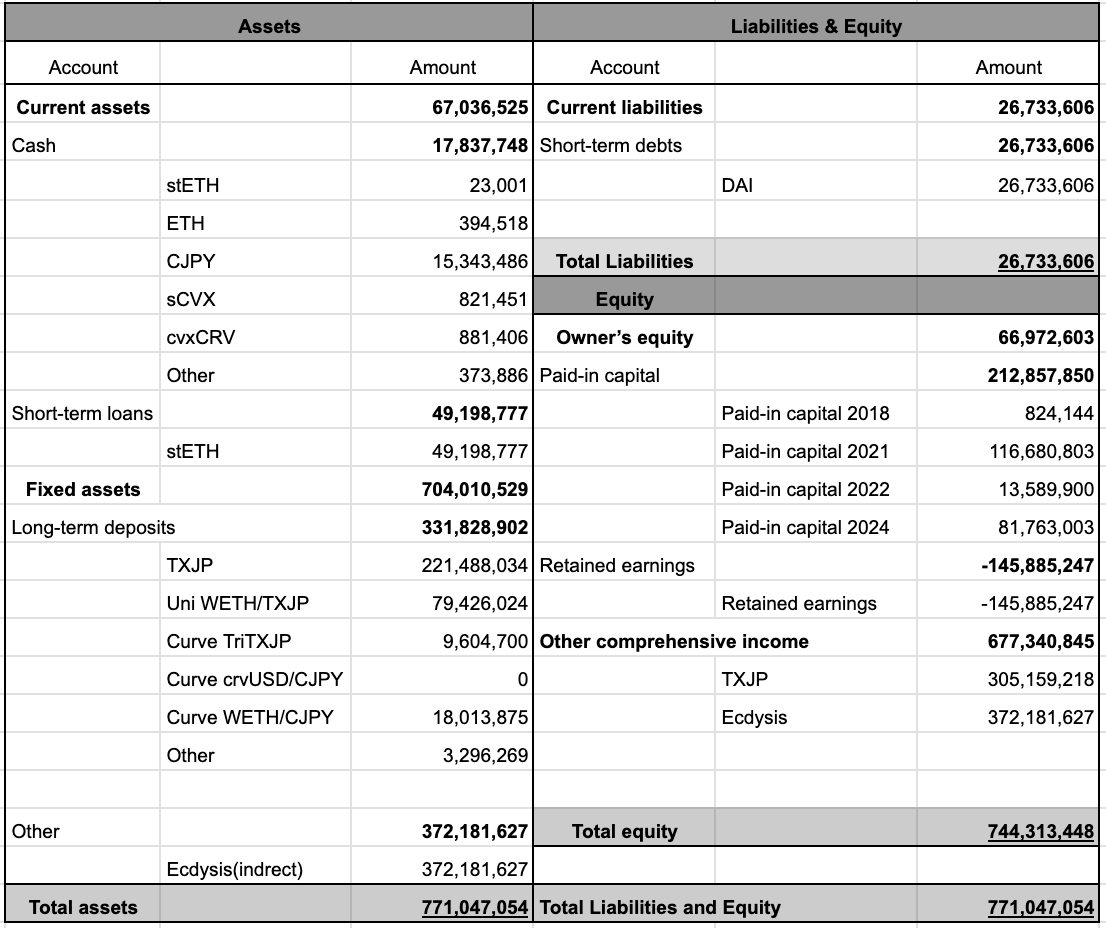 Assets Liabilities & Equity
Account Amount Account Amount
Current assets 67,036,525 Current liabilities 26,733,606
Cash 17,837,748 Short-term debts 26,733,606
stETH 23,001 DAI 26,733,606
ETH 394,518
CJPY 15,343,486 Total Liabilities 26,733,606
sCVX 821,451 Equity
cvxCRV 881,406 Owner’s equity 66,972,603
Other 373,886 Paid-in capital 212,857,850
Short-term loans 49,198,777 Paid-in capital 2018 824,144
stETH 49,198,777 Paid-in capital 2021 116,680,803
Fixed assets 704,010,529 Paid-in capital 2022 13,589,900
Long-term deposits 331,828,902 Paid-in capital 2024 81,763,003
TXJP 221,488,034 Retained earnings -145,885,247
Uni WETH/TXJP 79,426,024 Retained earnings -145,885,247
Curve TriTXJP 9,604,700 Other comprehensive income 677,340,845
Curve crvUSD/CJPY 0 TXJP 305,159,218
Curve WETH/CJPY 18,013,875 Ecdysis 372,181,627
Other 3,296,269
Other 372,181,627 Total equity 744,313,448
Ecdysis(indrect) 372,181,627
Total assets 771,047,054 Total Liabilities and Equity 771,047,054